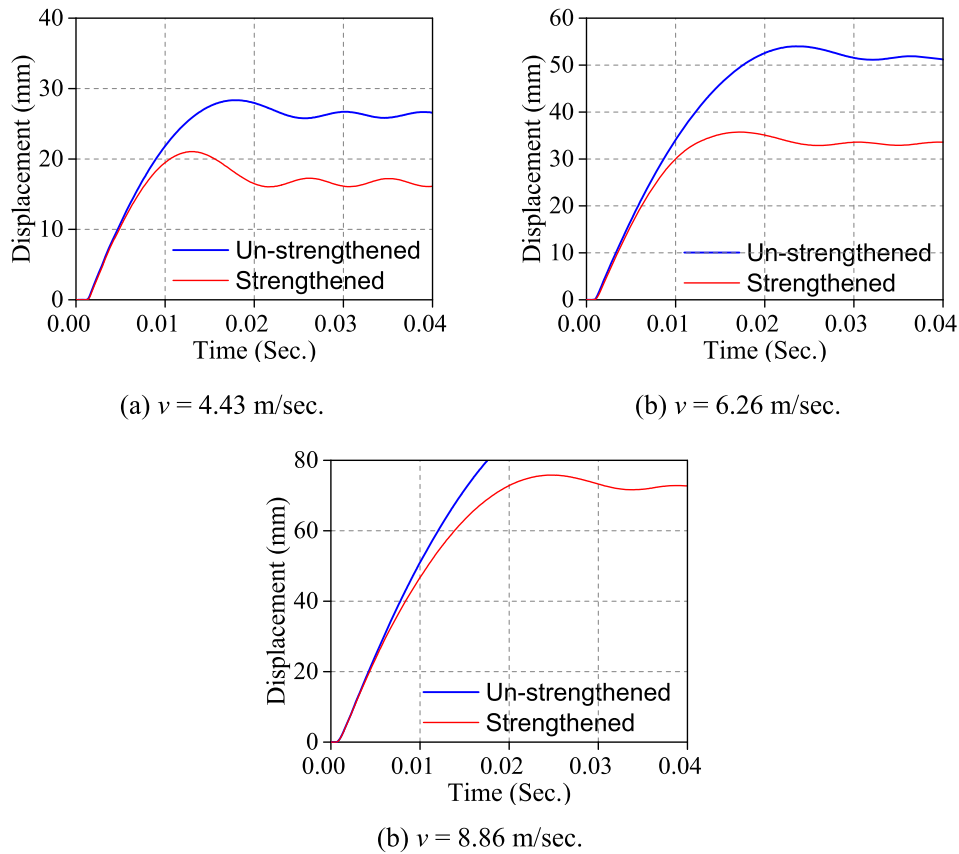 40
30
20
10
0
Displacement (mm)
Un-strengthened
Strengthened
0.00 0.01 0.02 0.03 0.04
Time (Sec.)
(a) v = 4.43 m/sec.
60
50
40
30
20
10
0
Displacement (mm)
Un-strengthened
Strengthened
0.00 0.01 0.02 0.03 0.04
Time (Sec.)
(b) v = 6.26 m/sec.
80
60
40
20
0
Displacement (mm)
Un-strengthened
Strengthened
0.00 0.01 0.02 0.03 0.04
Time (Sec.)
(b) v = 8.86 m/sec.